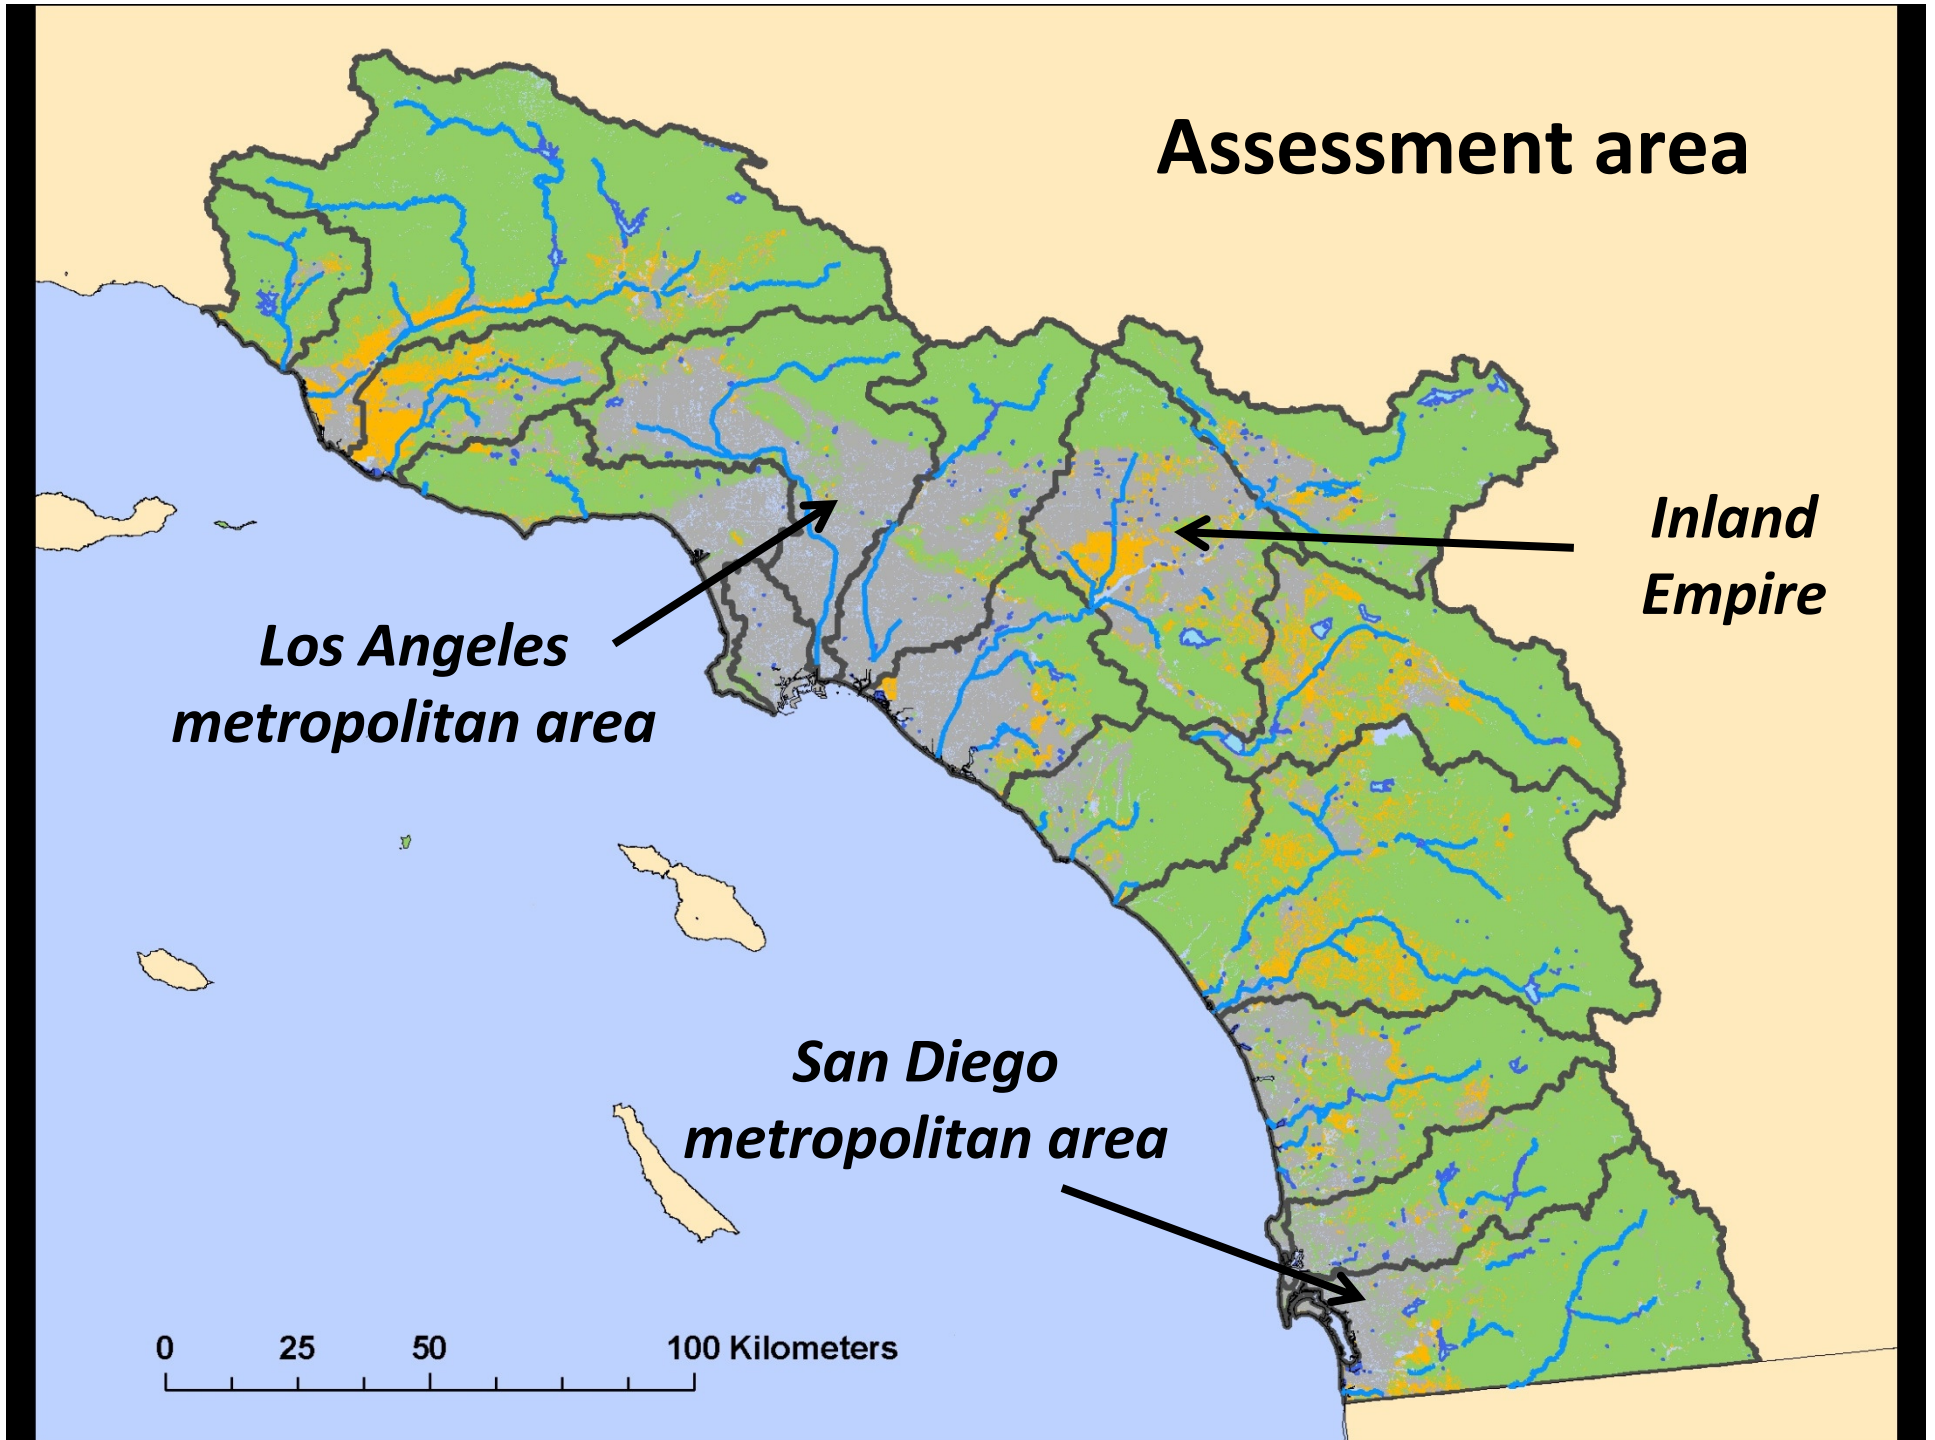 Assessment area
Inland
Empire
Los Angeles
metropolitan area
San Diego
metropolitan area
0 25 50 100 Kilometers